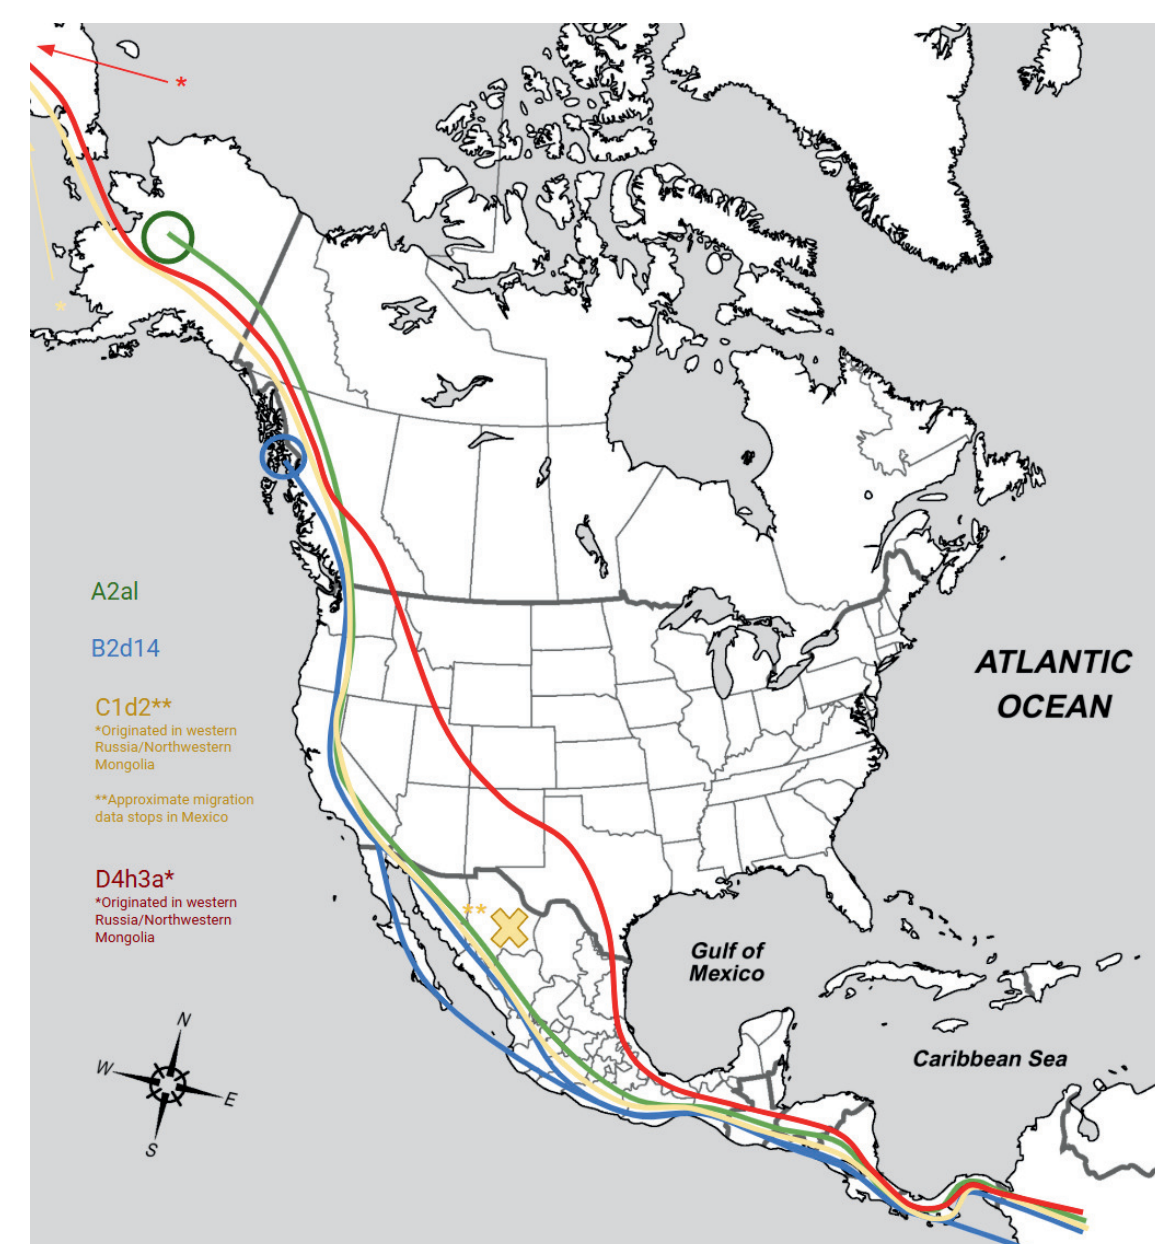 *
*
A2al
B2d14
C1d2**
*Originated in western
Russia/Northwestern
Mongolia
**Approximate migration
data stops in Mexico
D4h3a*
*Originated in western
Russia/Northwestern
Mongolia
**
ATLANTIC
OCEAN
Gulf of
Mexico
Caribbean Sea
N
W
E
S